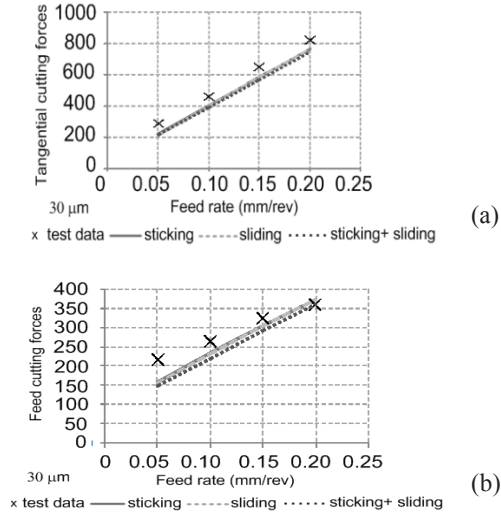 1000
800
600
400
200
0
Tangential cutting forces
0 0.05 0.10 0.15 0.20 0.25
30 µm Feed rate (mm/rev)
x test data sticking sliding sticking+ sliding
(a)
400
350
300
250
200
150
100
50
0
Feed cutting forces
0 0.05 0.10 0.15 0.20 0.25
30 µm Feed rate (mm/rev)
x test data sticking sliding sticking+ sliding
(b)